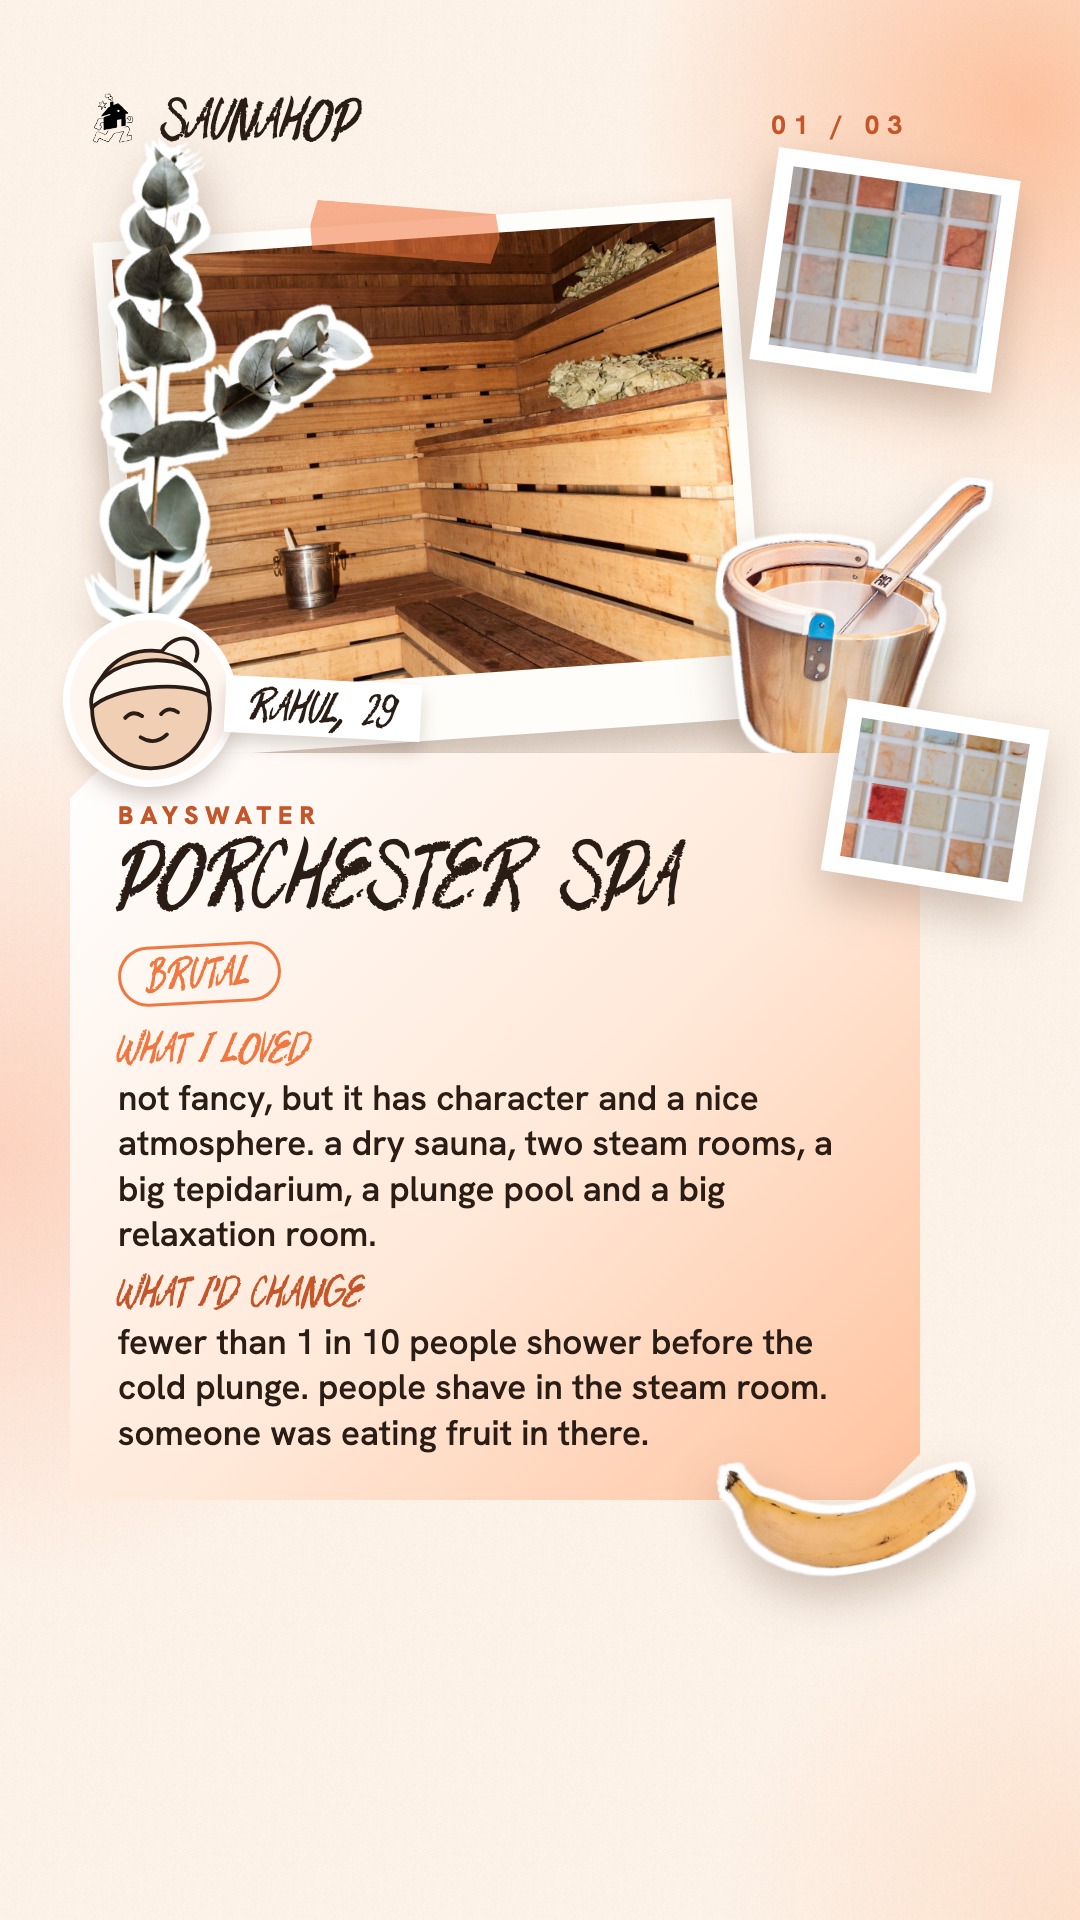 SAUNAHOP
01 / 03
RAHUL, 29
BAYSWATER
PORCHESTER SPA
BRUTAL
WHAT I LOVED
not fancy, but it has character and a nice
atmosphere. a dry sauna, two steam rooms, a
big tepidarium, a plunge pool and a big
relaxation room.
WHAT I'D CHANGE
fewer than 1 in 10 people shower before the
cold plunge. people shave in the steam room.
someone was eating fruit in there.